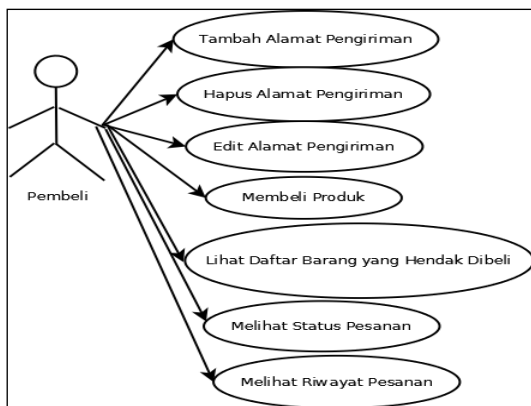 Tambah Alamat Pengiriman
Hapus Alamat Pengiriman
Edit Alamat Pengiriman
Pembeli
Membeli Produk
Lihat Daftar Barang yang Hendak Dibeli
Melihat Status Pesanan
Melihat Riwayat Pesanan